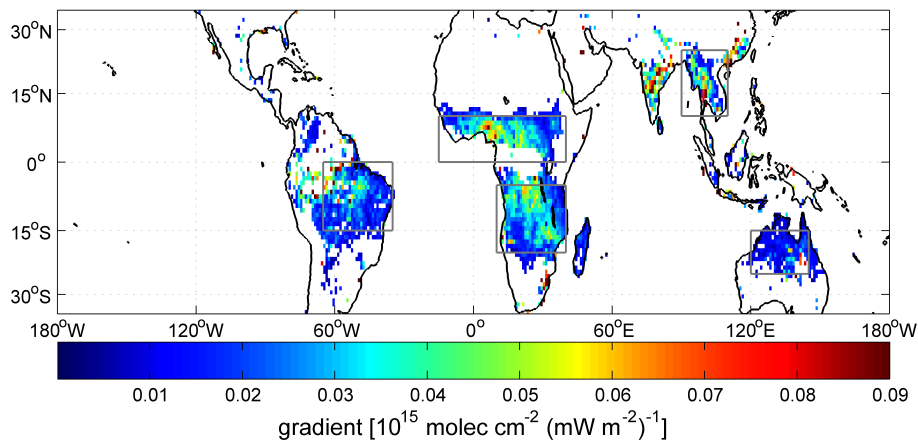 30°N
15°N
0°
15°S
30°S
180°W 120°W 60°W 0° 60°E 120°E 180°W
0.01 0.02 0.03 0.04 0.05 0.06 0.07 0.08 0.09
gradient [10¹⁵ molec cm⁻² (mW m⁻²)⁻¹]